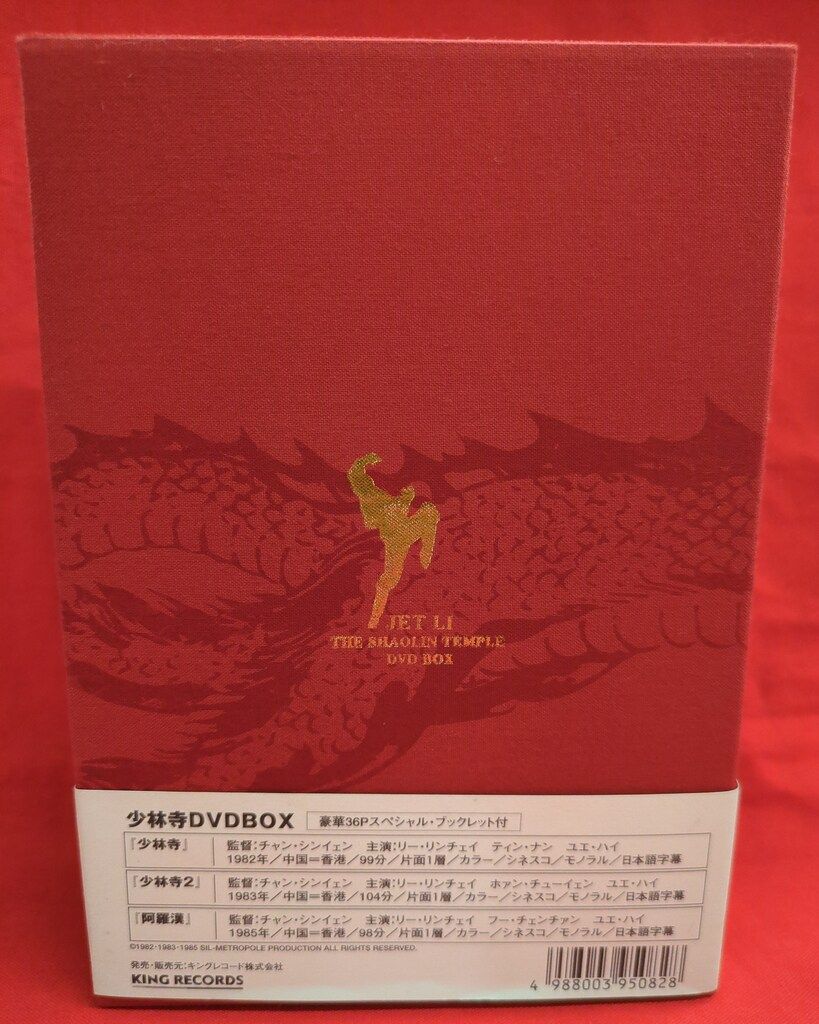 JET LI
THE SHAOLIN TEMPLE
DVD BOX
少林寺DVDBOX 豪華36Pスペシャル・ブックレット付
『少林寺』 監督:チャン・シンイェン 主演:リー・リンチェイ ティン・ナン ユエ・ハイ
1982年/中国=香港/99分/片面1層/カラー/シネスコ/モノラル/日本語字幕
『少林寺2』 監督:チャン・シンイェン 主演:リー・リンチェイ ホァン・チューイェン ユエ・ハイ
1983年/中国=香港/104分/片面1層/カラー/シネスコ/モノラル/日本語字幕
『阿羅漢』 監督:チャン・シンイェン 主演:リー・リンチェイ フー・チェンチャン ユエ・ハイ
1985年/中国=香港/98分/片面1層/カラー/シネスコ/モノラル/日本語字幕
©1982・1983・1985 SIL-METROPOLE PRODUCTION ALL RIGHTS RESERVED.
発売・販売元:キングレコード株式会社
KING RECORDS
4 988003 950828